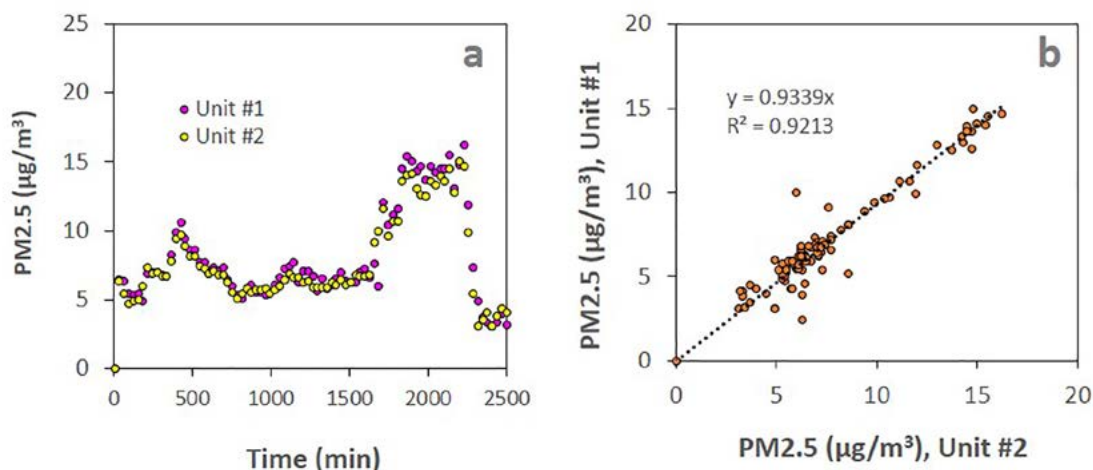 a
PM2.5 (µg/m³)
25
20
15
10
5
0
Unit #1
Unit #2
0
500
1000
1500
2000
2500
Time (min)
b
PM2.5 (µg/m³), Unit #1
20
15
10
5
0
y = 0.9339x
R² = 0.9213
0
5
10
15
20
PM2.5 (µg/m³), Unit #2